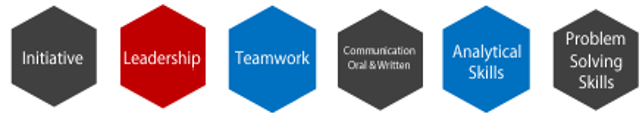 Initiative
Leadership
Teamwork
Communication
Oral & Written
Analytical
Skills
Problem
Solving
Skills